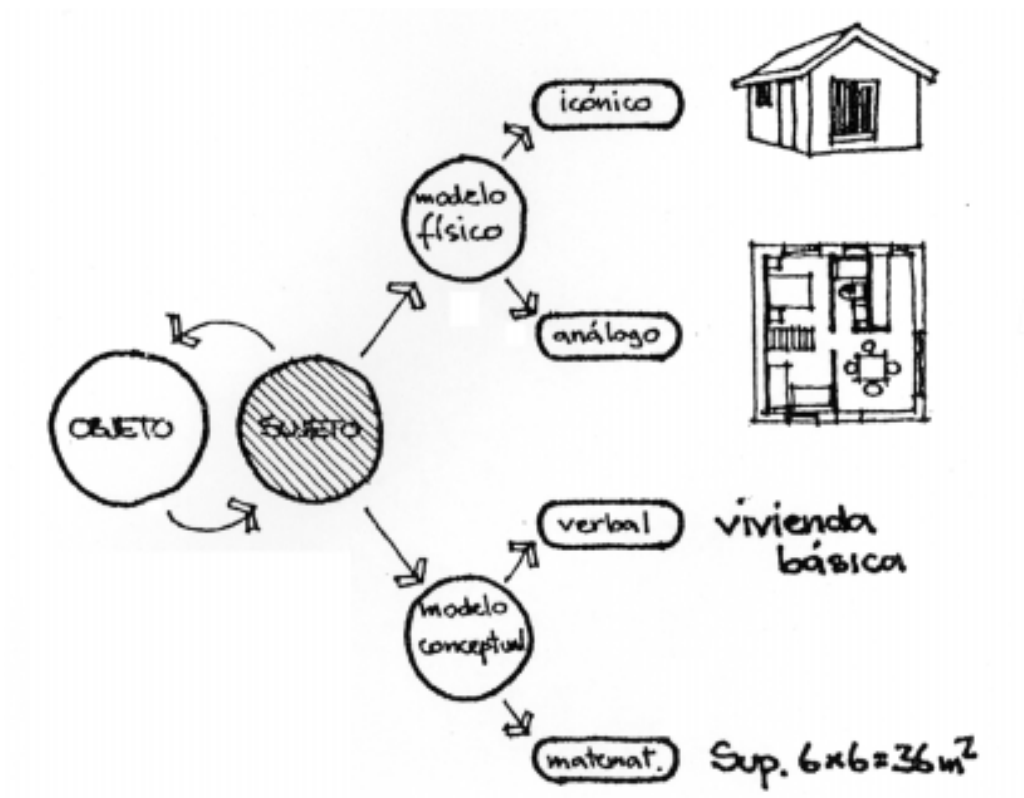 icónico
modelo
físico
análogo
OBJETO
SUJETO
verbal
vivienda
básica
modelo
conceptual
matemat.
Sup. 6x6=36m²